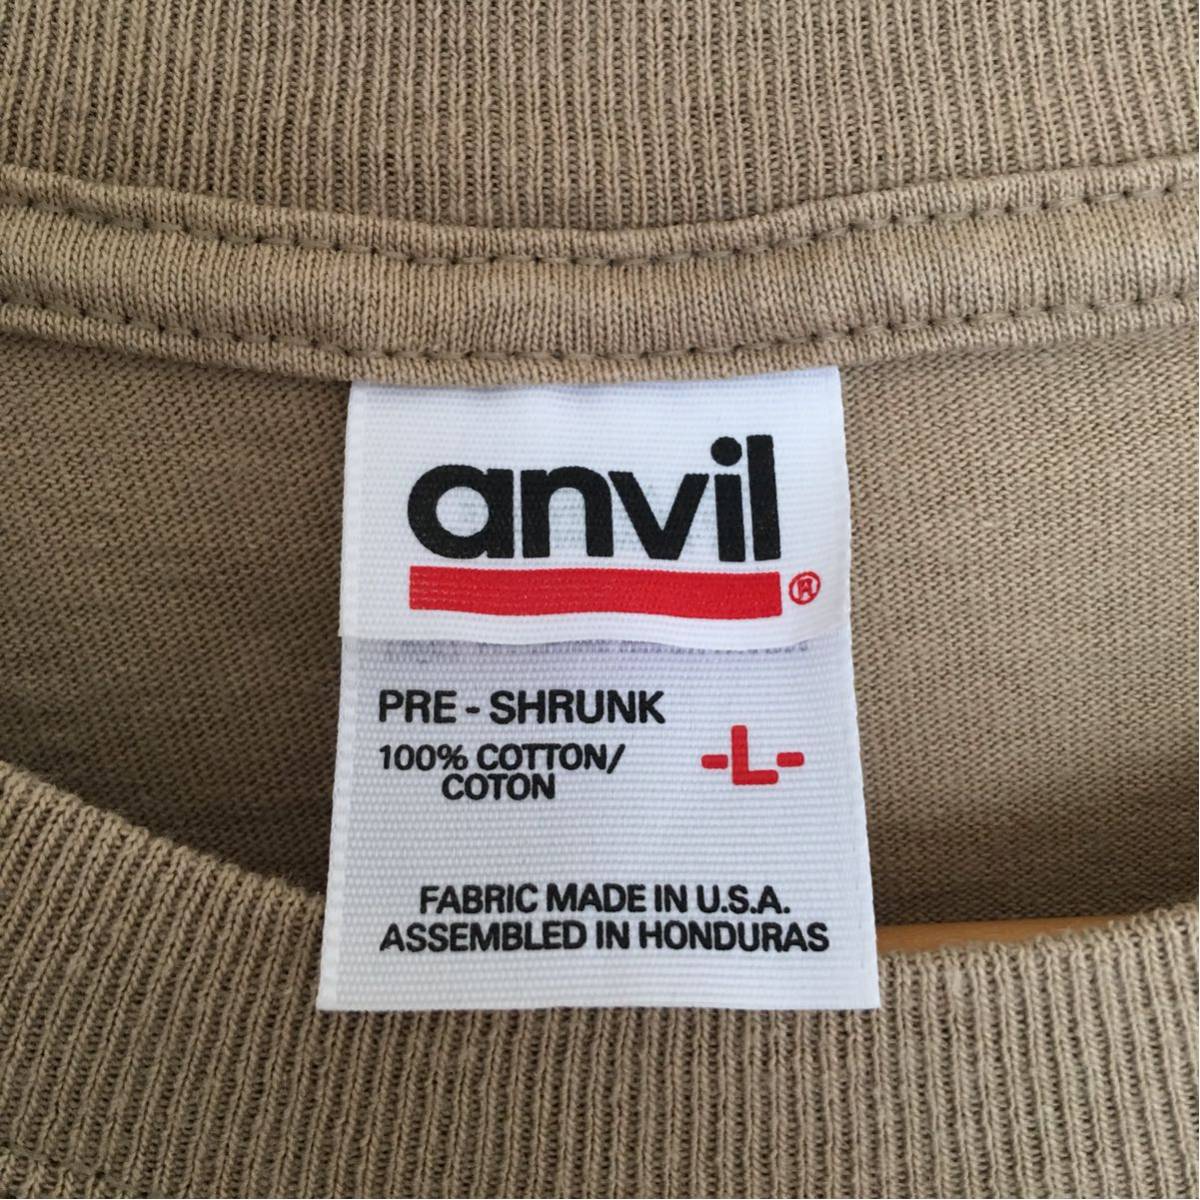 anvil®
PRE - SHRUNK
100% COTTON/
COTON
-L-
FABRIC MADE IN U.S.A.
ASSEMBLED IN HONDURAS